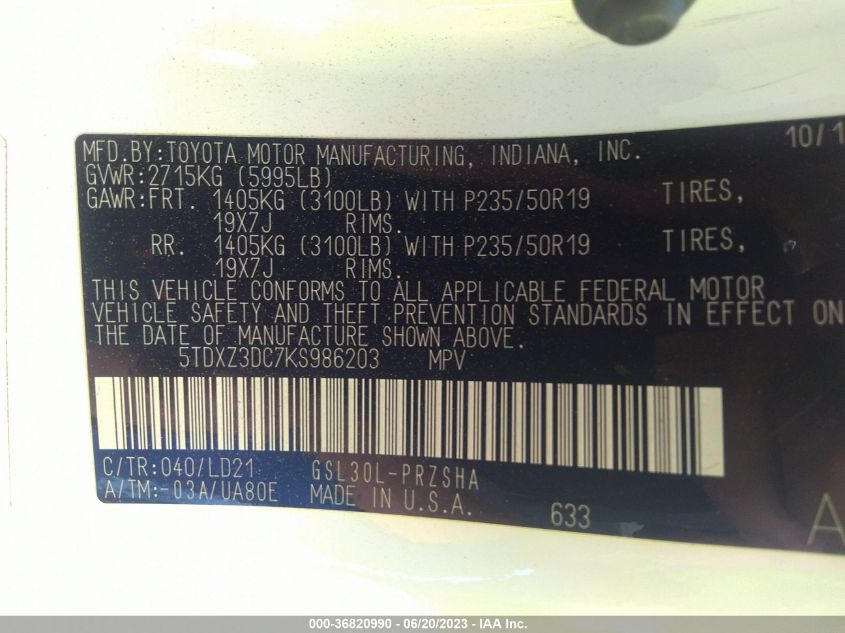 MFD.BY:TOYOTA MOTOR MANUFACTURING, INDIANA, INC. 10/1
GVWR:2715KG (5995LB)
GAWR:FRT. 1405KG (3100LB) WITH P235/50R19 TIRES,
19X7J RIMS.
RR. 1405KG (3100LB) WITH P235/50R19 TIRES,
19X7J RIMS.
THIS VEHICLE CONFORMS TO ALL APPLICABLE FEDERAL MOTOR
VEHICLE SAFETY AND THEFT PREVENTION STANDARDS IN EFFECT ON
THE DATE OF MANUFACTURE SHOWN ABOVE.
5TDXZ3DC7KS986203 MPV
C/TR:040/LD21 GSL30L-PRZSHA
A/TM:-03A/UA80E MADE IN U.S.A. 633 A
000-36820990 - 06/20/2023 - IAA Inc.